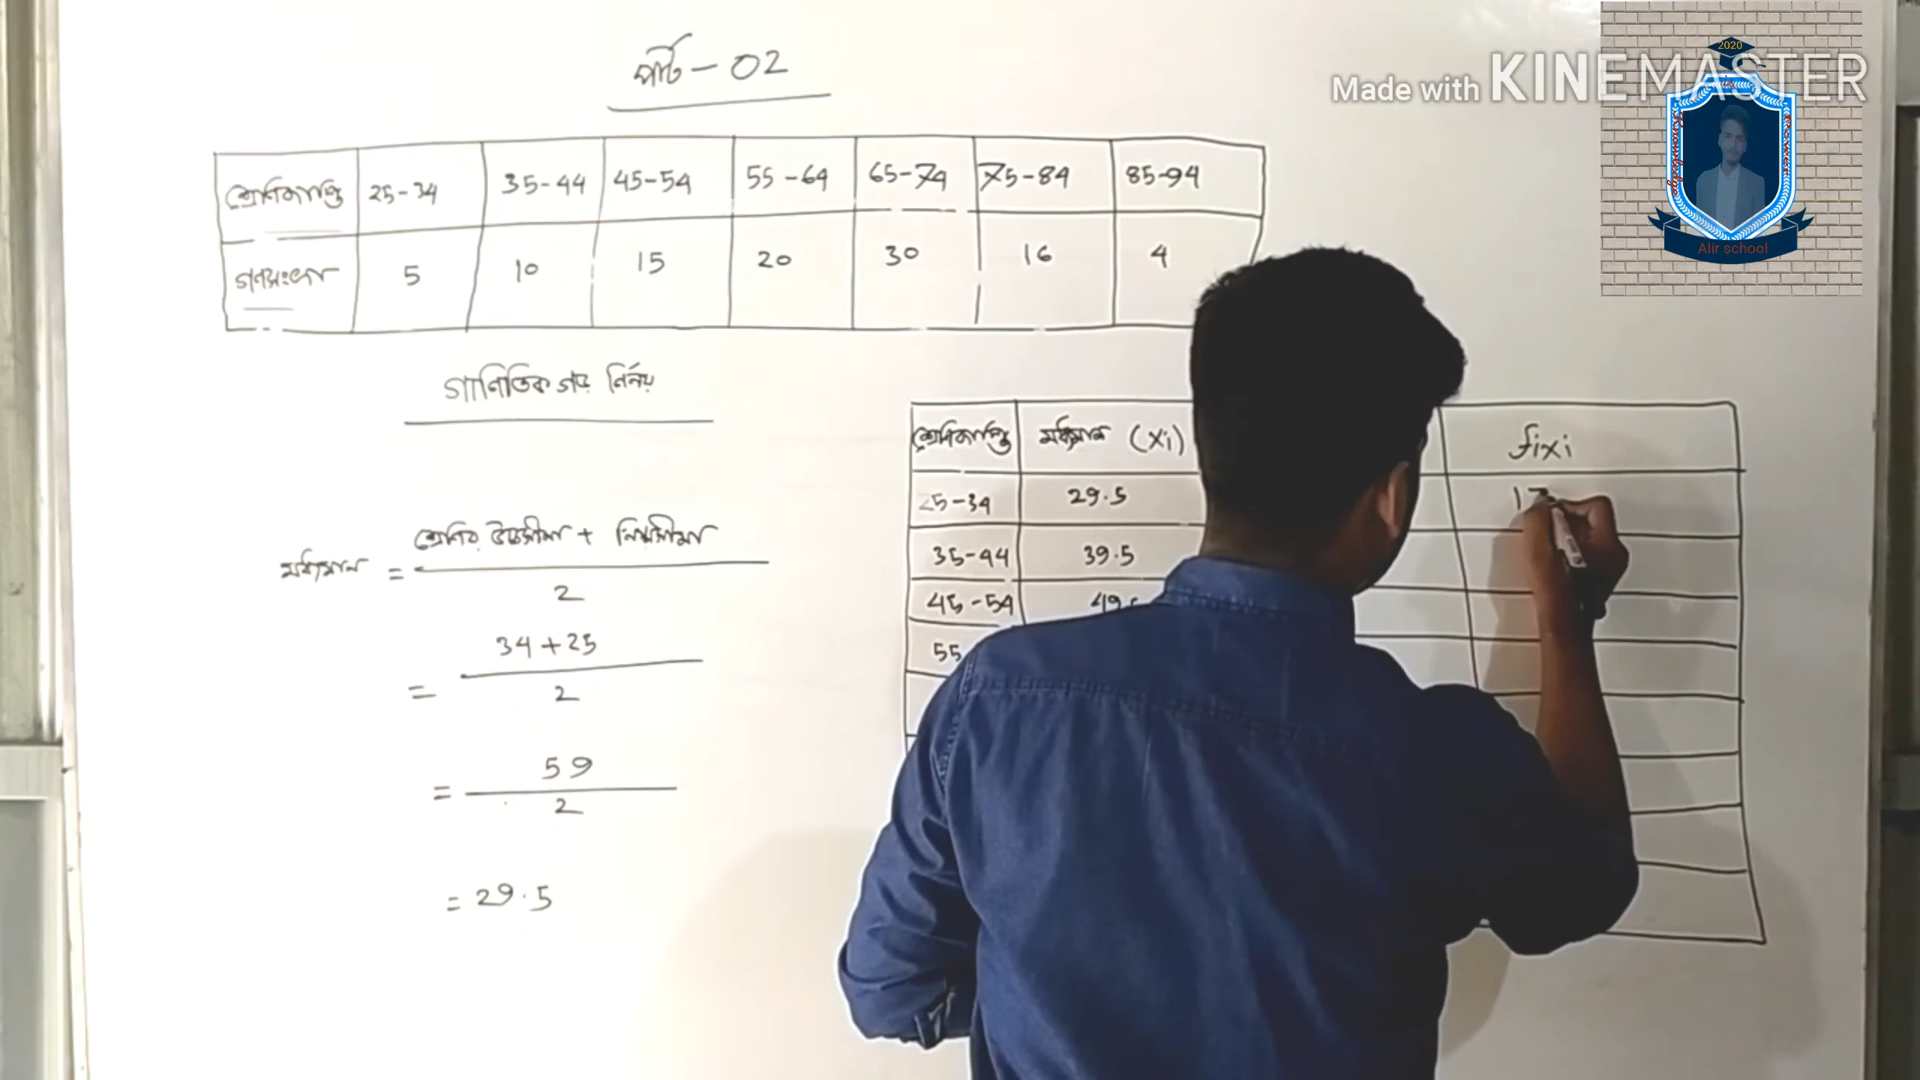 পার্ট - 02
শ্রেণিব্যাপ্তি 25-34 35-44 45-54 55-64 65-74 75-84 85-94
গণসংখ্যা 5 10 15 20 30 16 4
গাণিতিক গড় নির্নয়
মধ্যমান = শ্রেণির উচ্চসীমা + নিম্নসীমা
2
= 34+25
2
= 59
2
= 29.5
শ্রেণিব্যাপ্তি মধ্যমান (xi) fixi
25-34 29.5
35-44 39.5
45-54
55
Made with KINEMASTER
2020
Knowledge
Alir school